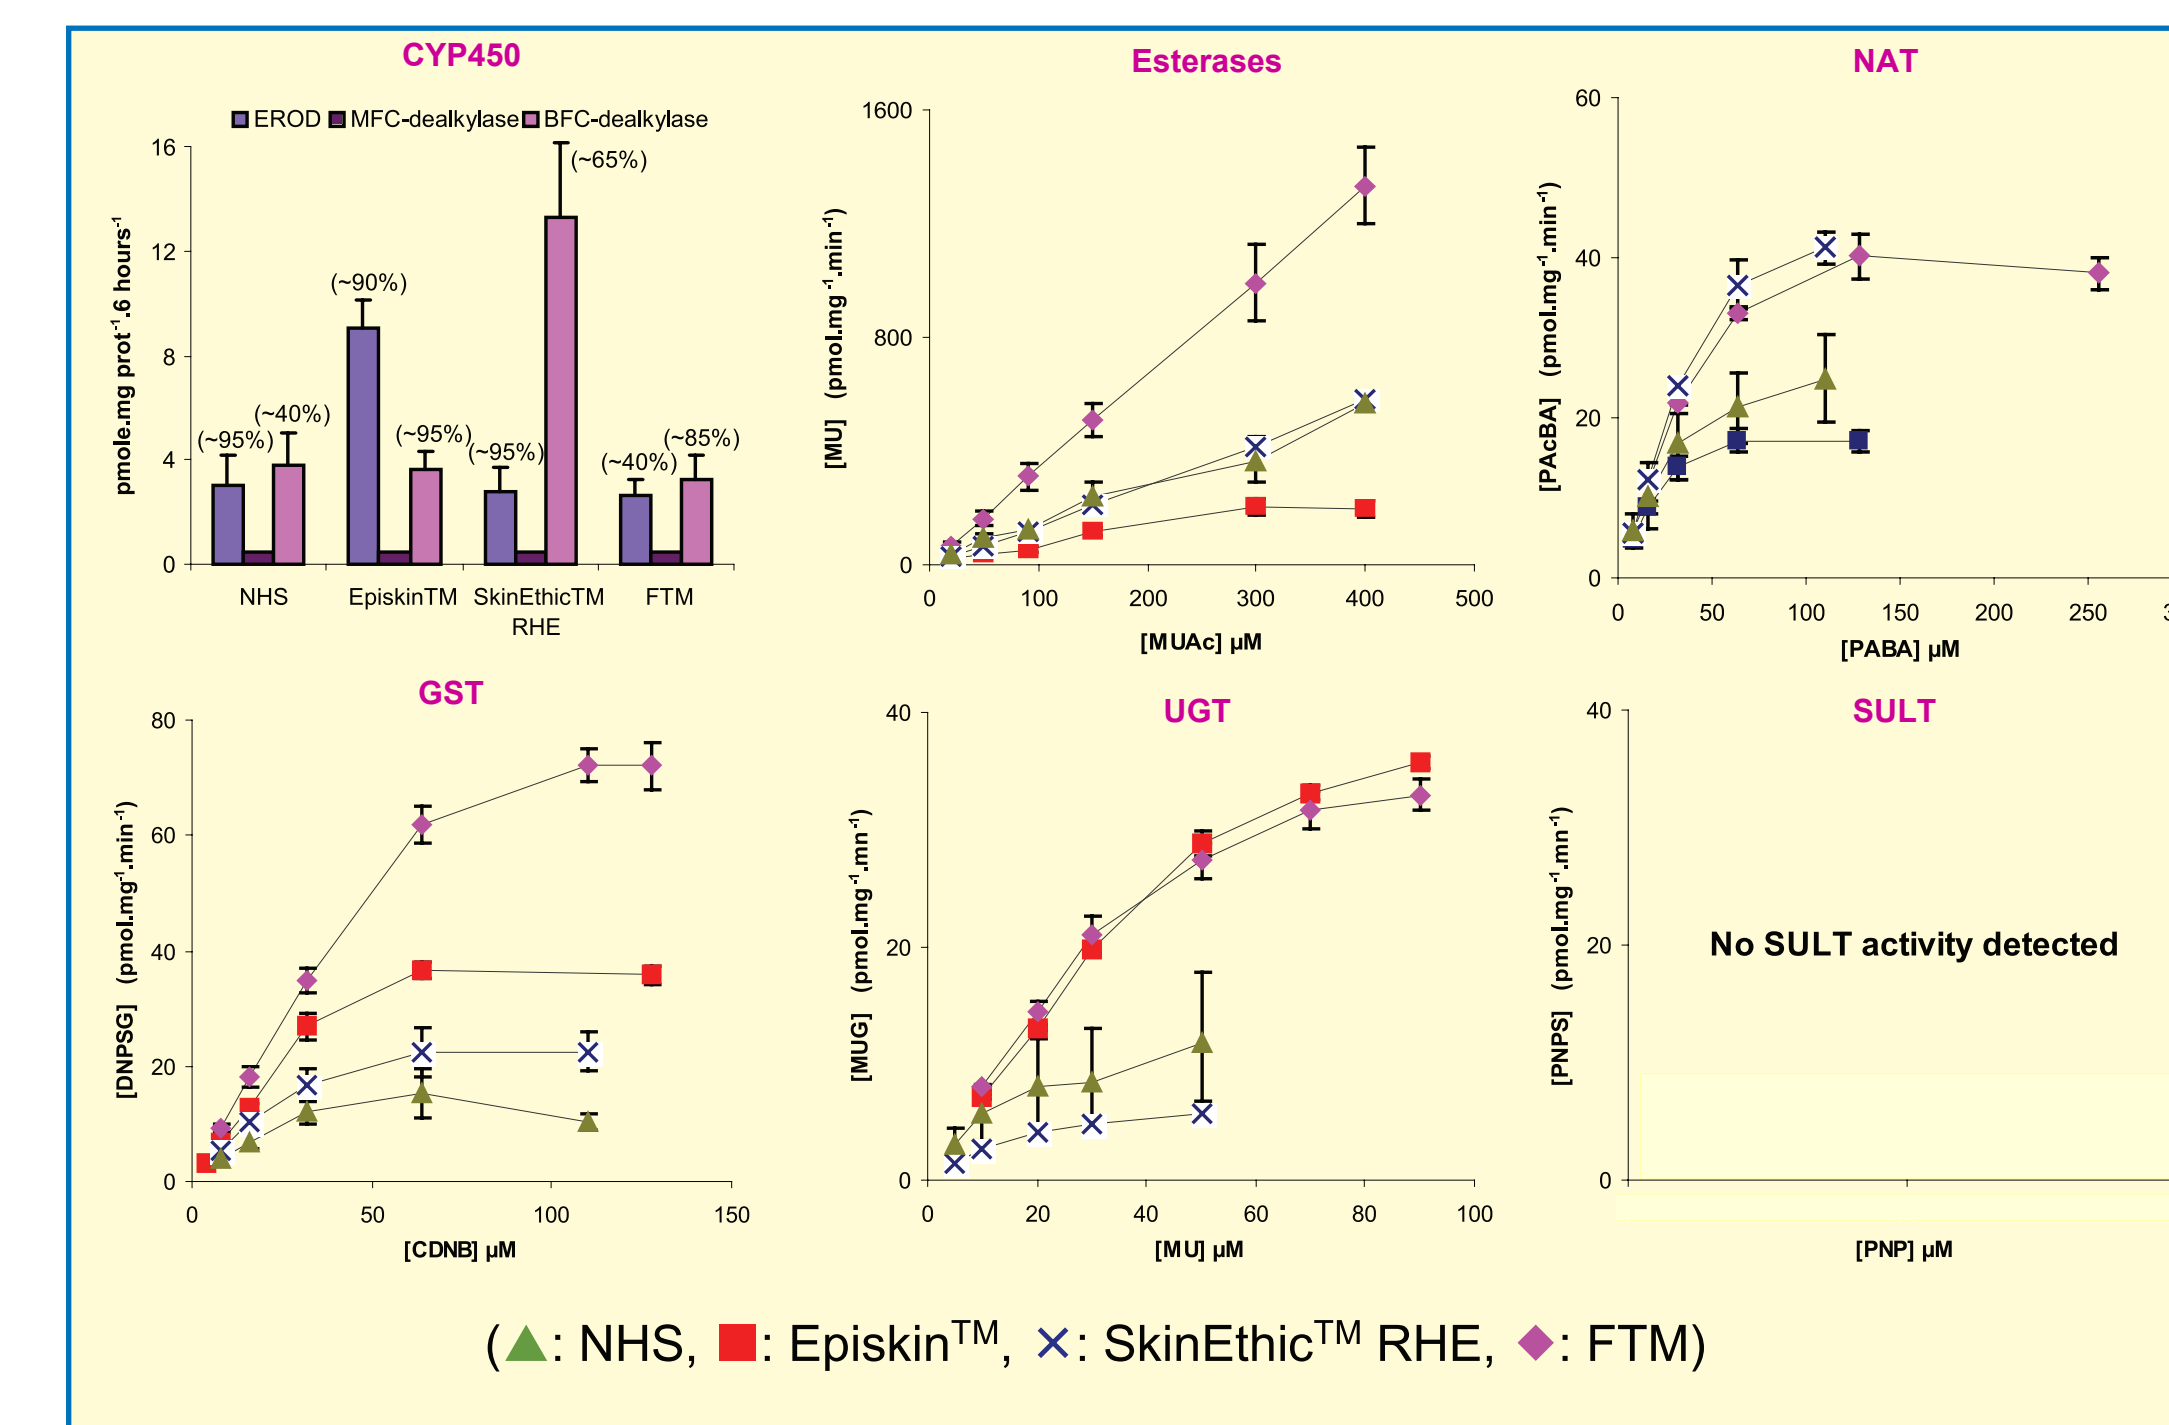 CYP450
EROD MFC-dealkylase BFC-dealkylase
pmole.mg prot⁻¹.6 hours⁻¹
16
12
8
4
0
(~95%)
(~40%)
(~90%)
(~95%)
(~95%)
(~65%)
(~40%)
(~85%)
NHS EpiskinTM SkinEthicTM RHE FTM
Esterases
[MU] (pmol.mg⁻¹.min⁻¹)
1600
800
0
0 100 200 300 400 500
[MUAc] µM
NAT
[PAcBA] (pmol.mg⁻¹.min⁻¹)
60
40
20
0
0 50 100 150 200 250
[PABA] µM
GST
[DNPSG] (pmol.mg⁻¹.min⁻¹)
80
60
40
20
0
0 50 100 150
[CDNB] µM
UGT
[MUG] (pmol.mg⁻¹.mn⁻¹)
40
20
0
0 20 40 60 80 100
[MU] µM
SULT
[PNPS] (pmol.mg⁻¹.mn⁻¹)
40
20
0
No SULT activity detected
[PNP] µM
(▲: NHS, ■: Episkin™, ×: SkinEthic™ RHE, ◆: FTM)